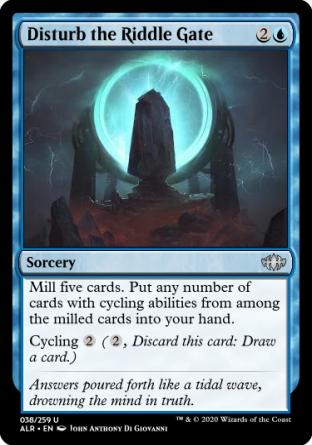 Disturb the Riddle Gate 2
Sorcery
Mill five cards. Put any number of
cards with cycling abilities from among
the milled cards into your hand.
Cycling 2 (2, Discard this card: Draw
a card.)
Answers poured forth like a tidal wave,
drowning the mind in truth.
038/259 U ™ & © 2020 Wizards of the Coast
ALR • EN John Anthony Di Giovanni